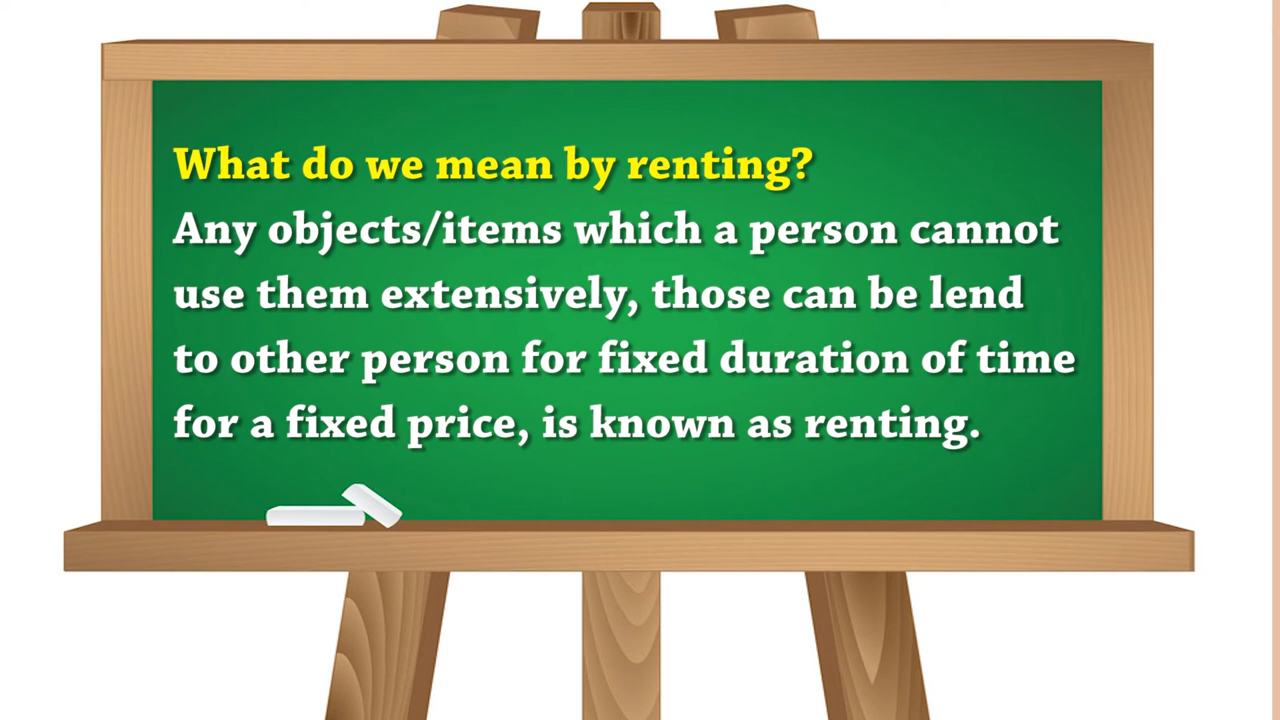 What do we mean by renting?
Any objects/items which a person cannot
use them extensively, those can be lend
to other person for fixed duration of time
for a fixed price, is known as renting.